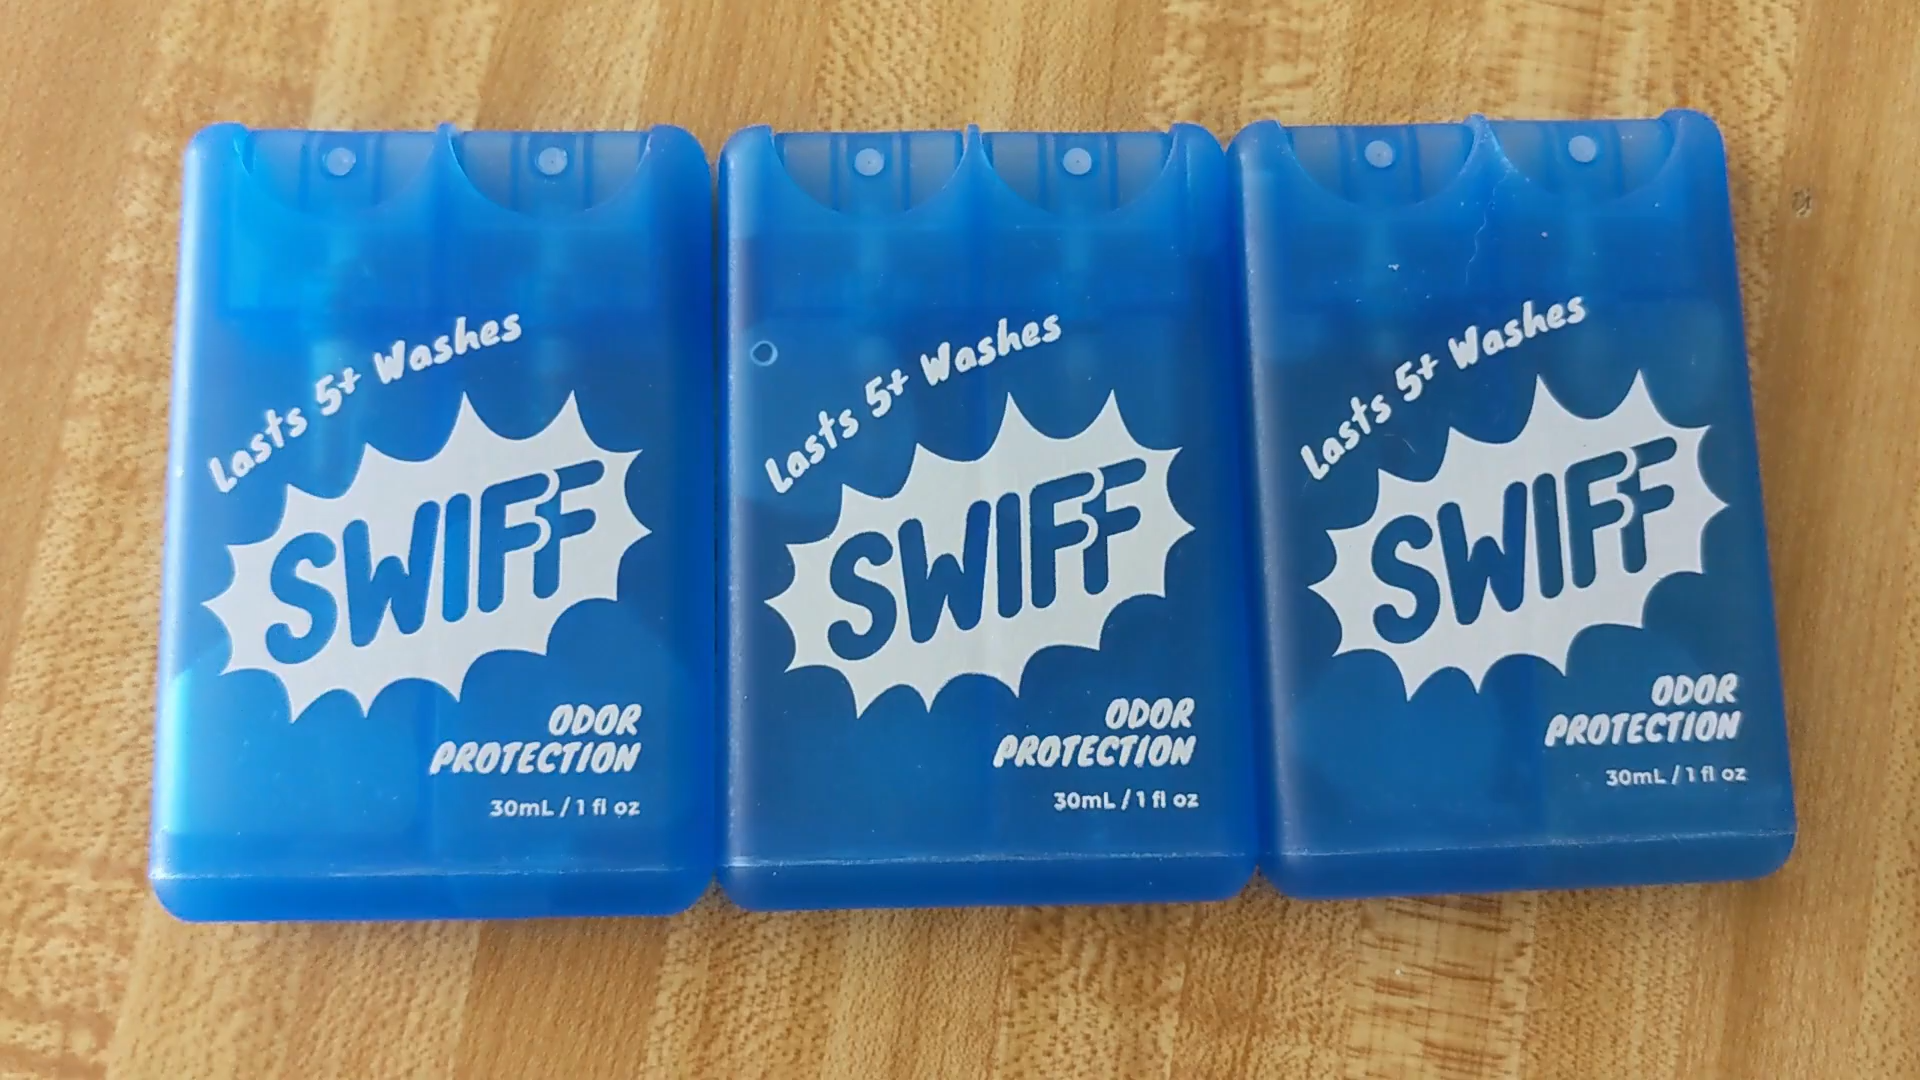 Lasts 5+ Washes
SWIFF
ODOR
PROTECTION
30mL / 1 fl oz
Lasts 5+ Washes
SWIFF
ODOR
PROTECTION
30mL / 1 fl oz
Lasts 5+ Washes
SWIFF
ODOR
PROTECTION
30mL / 1 fl oz